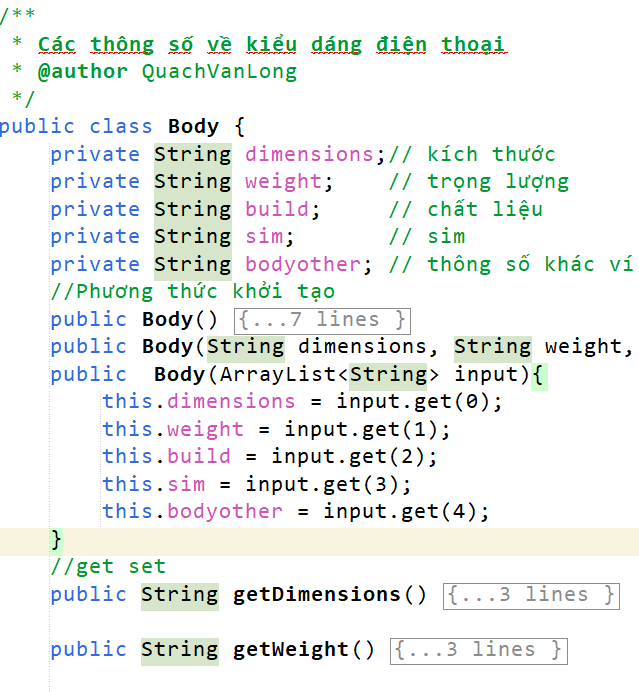 /**
 * Các thông số về kiểu dáng điện thoại
 * @author QuachVanLong
 */
public class Body {
    private String dimensions;// kích thước
    private String weight;    // trọng lượng
    private String build;     // chất liệu
    private String sim;       // sim
    private String bodyother; // thông số khác ví
    //Phương thức khởi tạo
    public Body() {...7 lines }
    public Body(String dimensions, String weight,
    public  Body(ArrayList<String> input){
        this.dimensions = input.get(0);
        this.weight = input.get(1);
        this.build = input.get(2);
        this.sim = input.get(3);
        this.bodyother = input.get(4);
    }
    //get set
    public String getDimensions() {...3 lines }
    public String getWeight() {...3 lines }